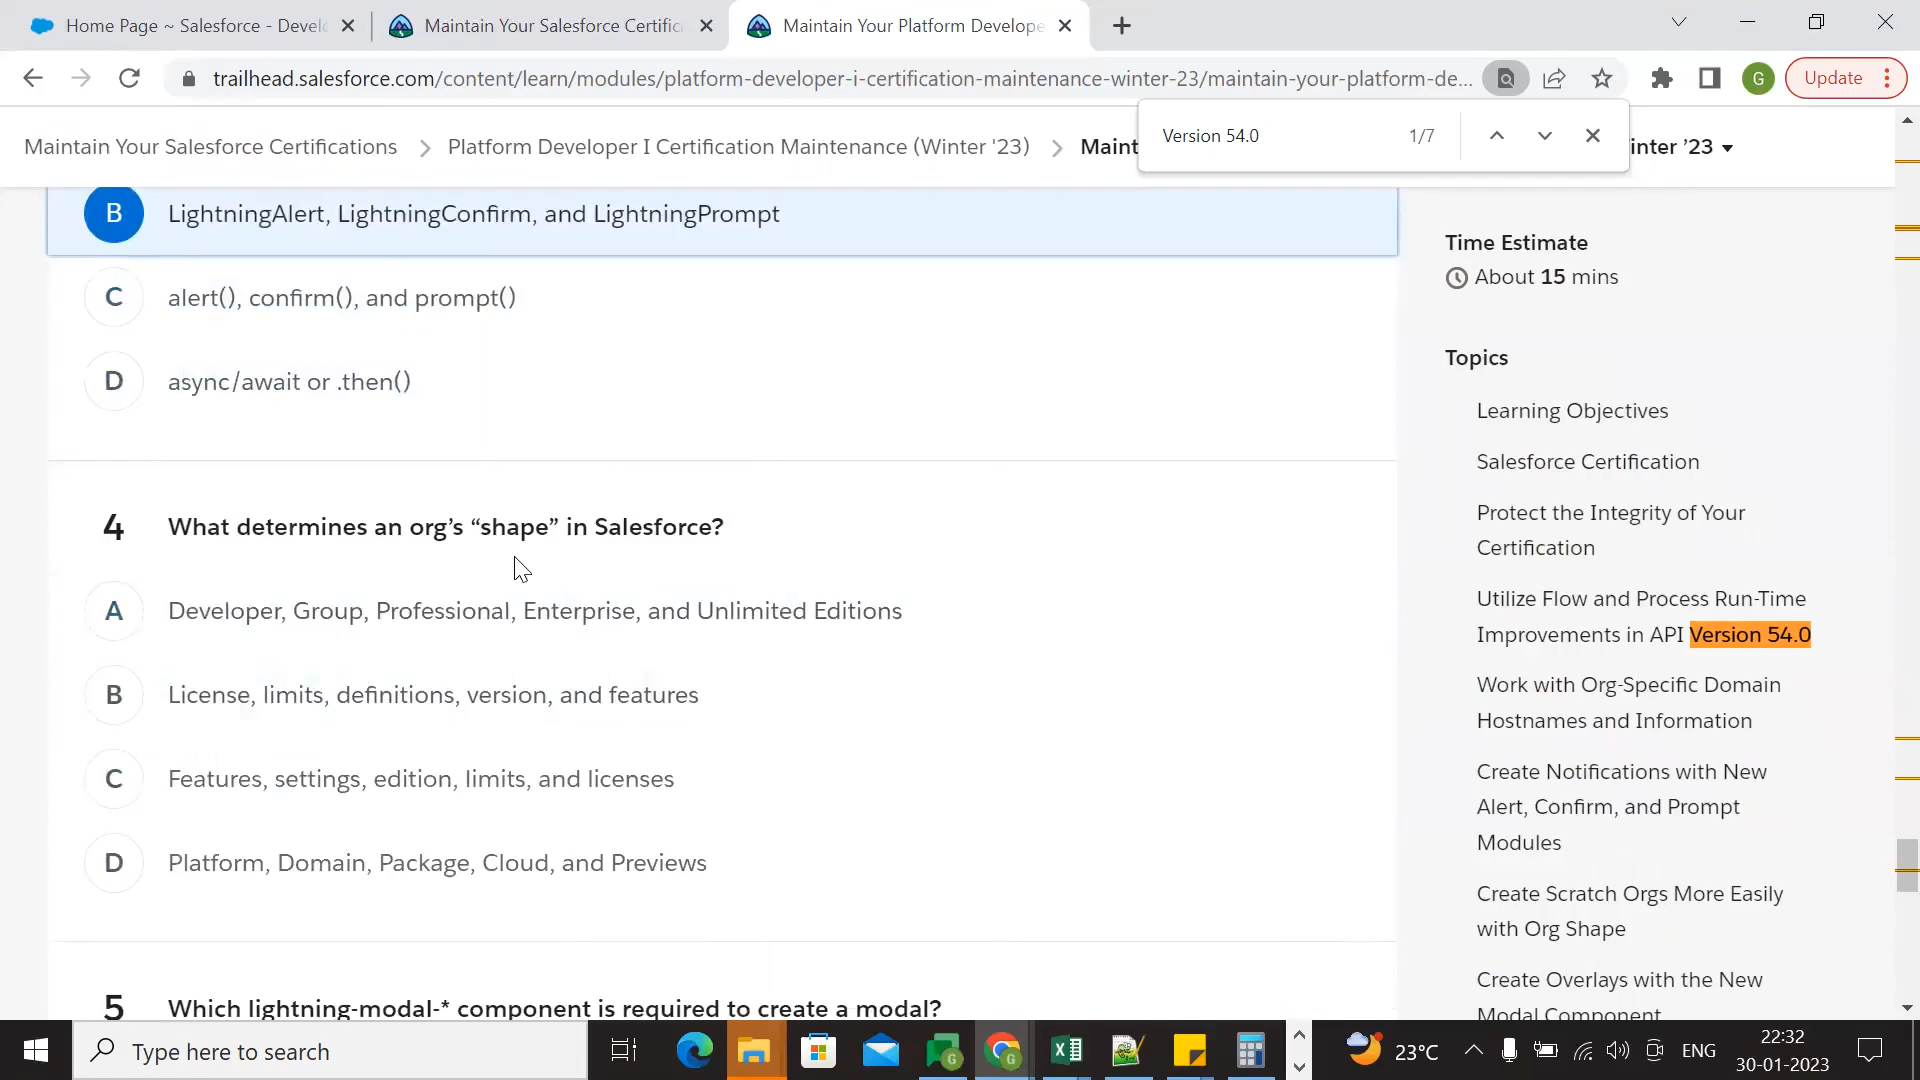 Home Page ~ Salesforce - Develo
Maintain Your Salesforce Certific
Maintain Your Platform Develope
trailhead.salesforce.com/content/learn/modules/platform-developer-i-certification-maintenance-winter-23/maintain-your-platform-de...
G
Update
Version 54.0
1/7
Maintain Your Salesforce Certifications
Platform Developer I Certification Maintenance (Winter '23)
Maint
inter '23
B
LightningAlert, LightningConfirm, and LightningPrompt
C
alert(), confirm(), and prompt()
D
async/await or .then()
4
What determines an org's “shape” in Salesforce?
A
Developer, Group, Professional, Enterprise, and Unlimited Editions
B
License, limits, definitions, version, and features
C
Features, settings, edition, limits, and licenses
D
Platform, Domain, Package, Cloud, and Previews
5
Which lightning-modal-* component is required to create a modal?
Time Estimate
About 15 mins
Topics
Learning Objectives
Salesforce Certification
Protect the Integrity of Your
Certification
Utilize Flow and Process Run-Time
Improvements in API Version 54.0
Work with Org-Specific Domain
Hostnames and Information
Create Notifications with New
Alert, Confirm, and Prompt
Modules
Create Scratch Orgs More Easily
with Org Shape
Create Overlays with the New
Modal Component
Type here to search
23°C
ENG
22:32
30-01-2023